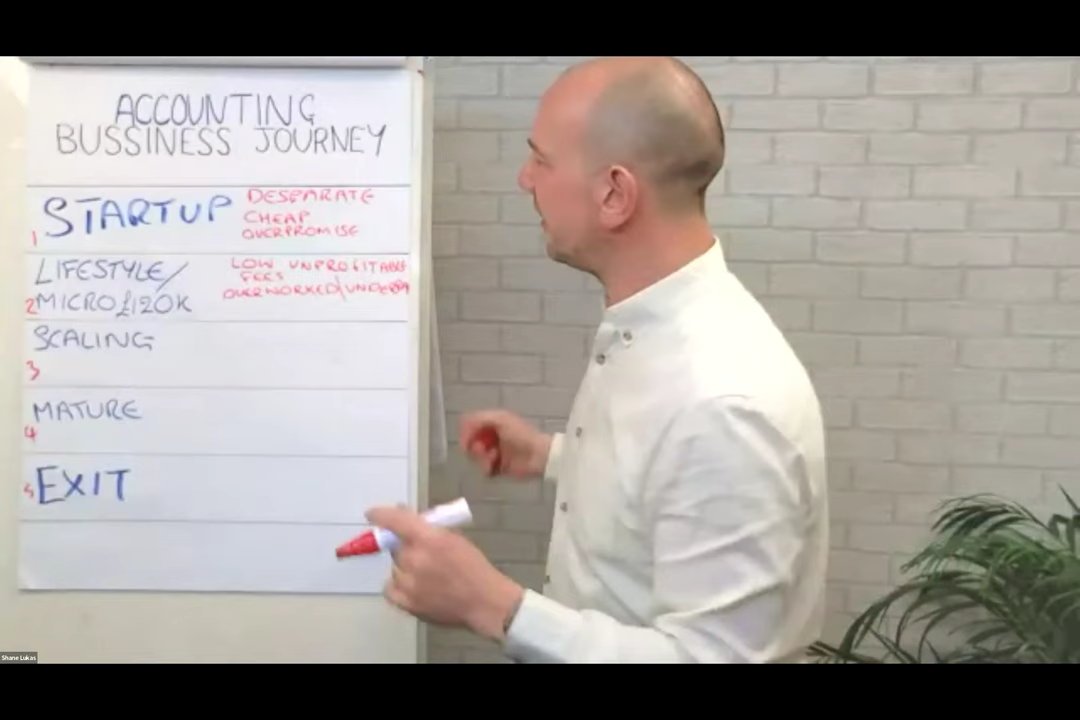 ACCOUNTING
BUSSINESS JOURNEY
1 STARTUP
DESPARATE
CHEAP
OVERPROMISE
2 LIFESTYLE/
MICRO £120K
LOW UNPROFITABLE
FEES
OVERWORKED/
3 SCALING
4 MATURE
5 EXIT
Shane Lukas